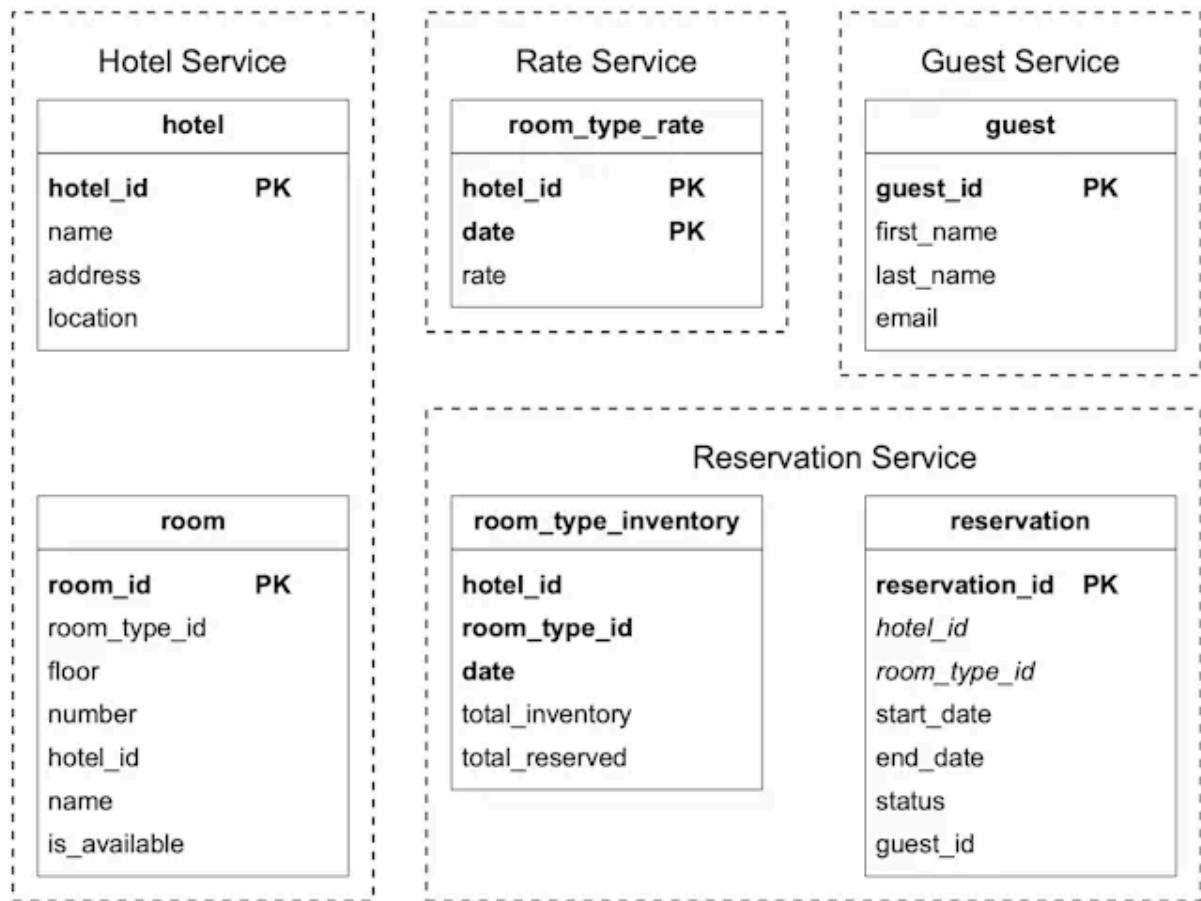 Hotel Service
hotel
hotel_id PK
name
address
location
room
room_id PK
room_type_id
floor
number
hotel_id
name
is_available
Rate Service
room_type_rate
hotel_id PK
date PK
rate
Guest Service
guest
guest_id PK
first_name
last_name
email
Reservation Service
room_type_inventory
hotel_id
room_type_id
date
total_inventory
total_reserved
reservation
reservation_id PK
hotel_id
room_type_id
start_date
end_date
status
guest_id